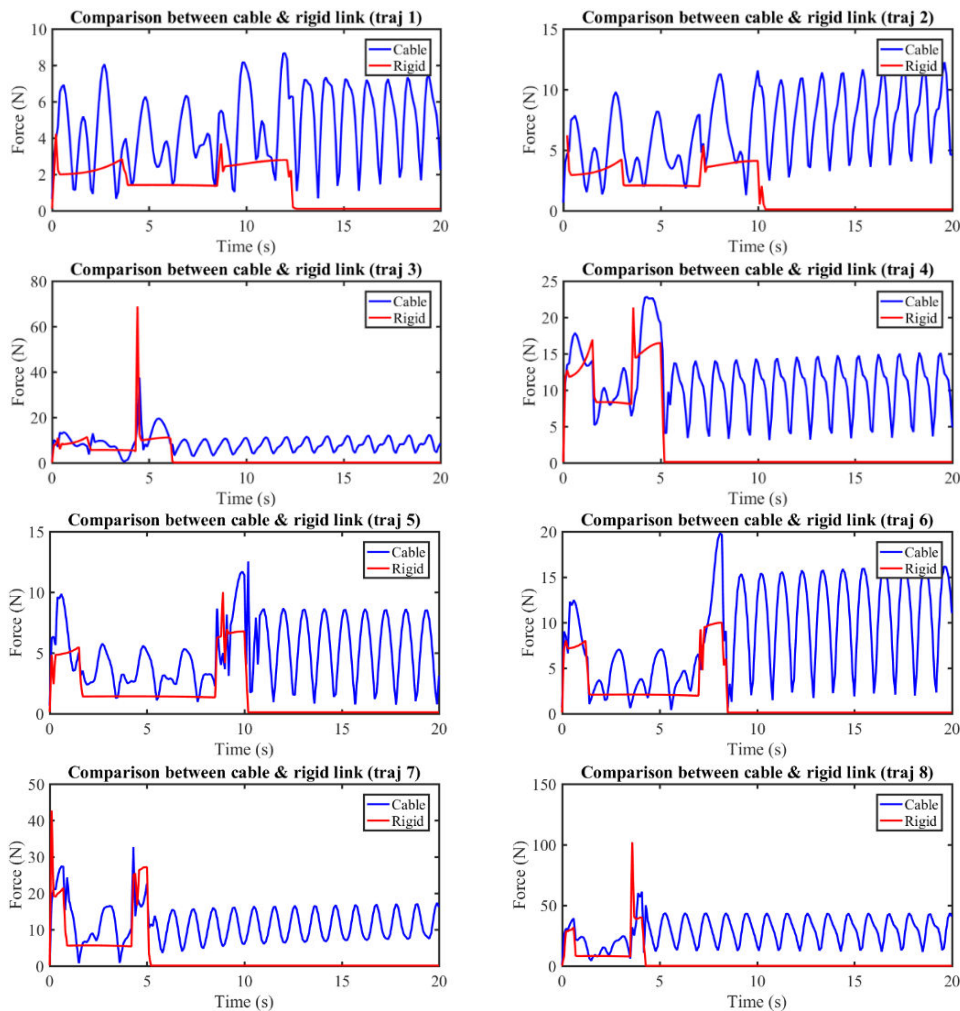 Comparison between cable & rigid link (traj 1)
10
8
6
4
2
0
Force (N)
Cable
Rigid
0 5 10 15 20
Time (s)
Comparison between cable & rigid link (traj 2)
15
10
5
0
Force (N)
Cable
Rigid
0 5 10 15 20
Time (s)
Comparison between cable & rigid link (traj 3)
80
60
40
20
0
Force (N)
Cable
Rigid
0 5 10 15 20
Time (s)
Comparison between cable & rigid link (traj 4)
25
20
15
10
5
0
Force (N)
Cable
Rigid
0 5 10 15 20
Time (s)
Comparison between cable & rigid link (traj 5)
15
10
5
0
Force (N)
Cable
Rigid
0 5 10 15 20
Time (s)
Comparison between cable & rigid link (traj 6)
20
15
10
5
0
Force (N)
Cable
Rigid
0 5 10 15 20
Time (s)
Comparison between cable & rigid link (traj 7)
50
40
30
20
10
0
Force (N)
Cable
Rigid
0 5 10 15 20
Time (s)
Comparison between cable & rigid link (traj 8)
150
100
50
0
Force (N)
Cable
Rigid
0 5 10 15 20
Time (s)